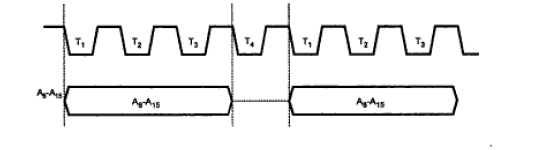 T₁ T₂ T₃ T₄ T₁ T₂ T₃
A₈-A₁₅ A₈-A₁₅ A₈-A₁₅